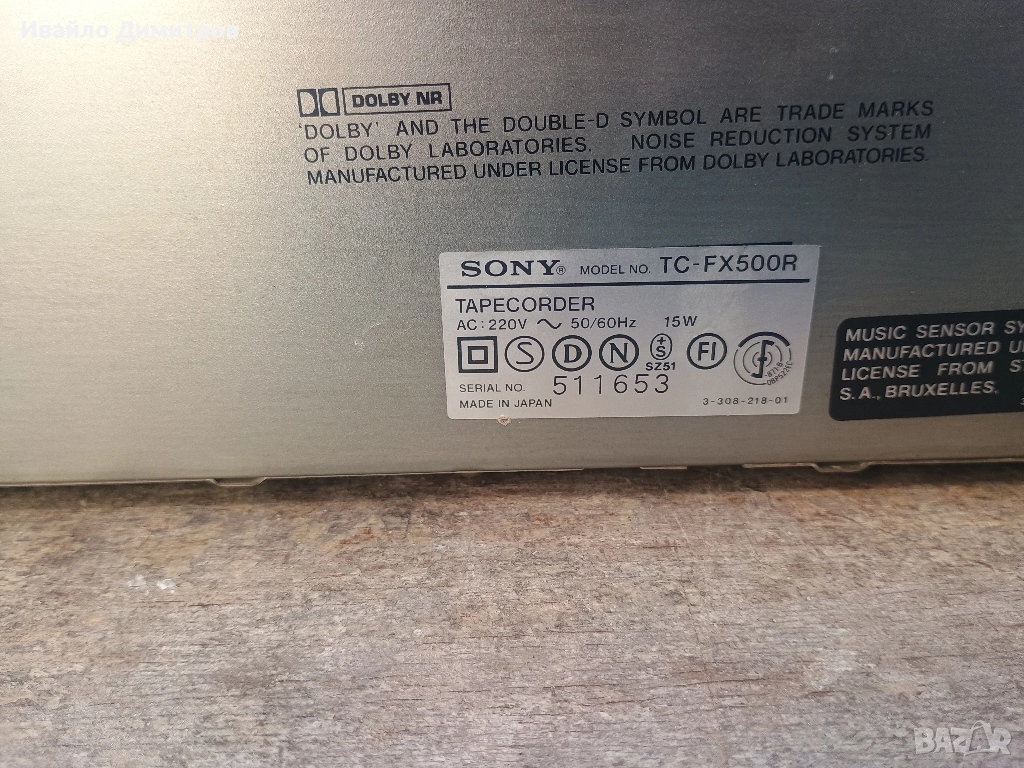 Ивайло Димитров
DOLBY NR
'DOLBY' AND THE DOUBLE-D SYMBOL ARE TRADE MARKS
OF DOLBY LABORATORIES. NOISE REDUCTION SYSTEM
MANUFACTURED UNDER LICENSE FROM DOLBY LABORATORIES.
SONY® MODEL NO. TC-FX500R
TAPECORDER
AC: 220V ～ 50/60Hz 15W
S D N +S FI
SZ51
SERIAL NO. 511653
MADE IN JAPAN 3-308-218-01
MUSIC SENSOR SY
MANUFACTURED U
LICENSE FROM ST
S.A., BRUXELLES.
BAZAR